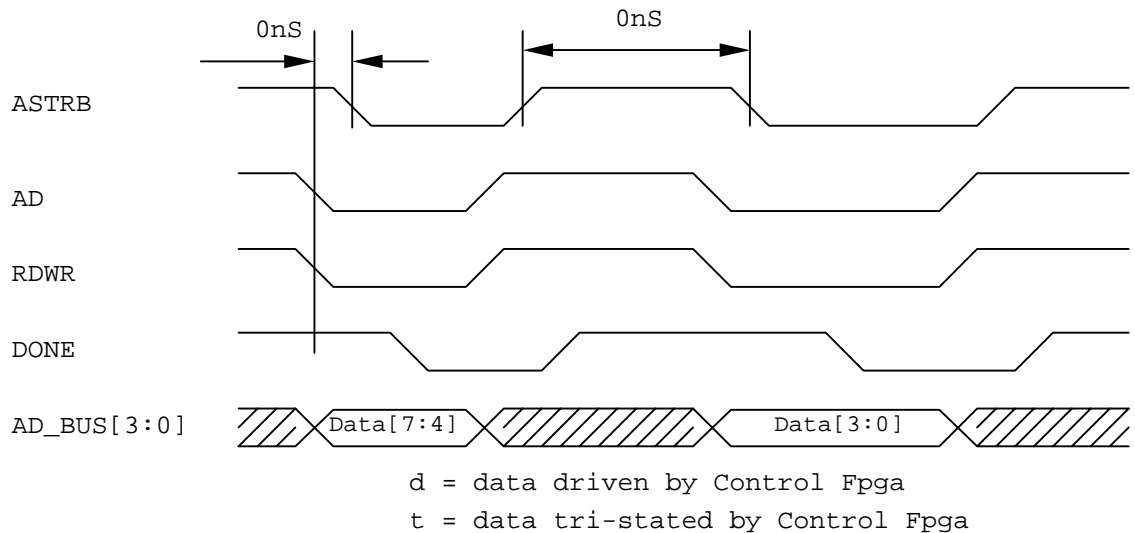 0nS 0nS
ASTRB
AD
RDWR
DONE
AD_BUS[3:0] Data[7:4] Data[3:0]
d = data driven by Control Fpga
t = data tri-stated by Control Fpga